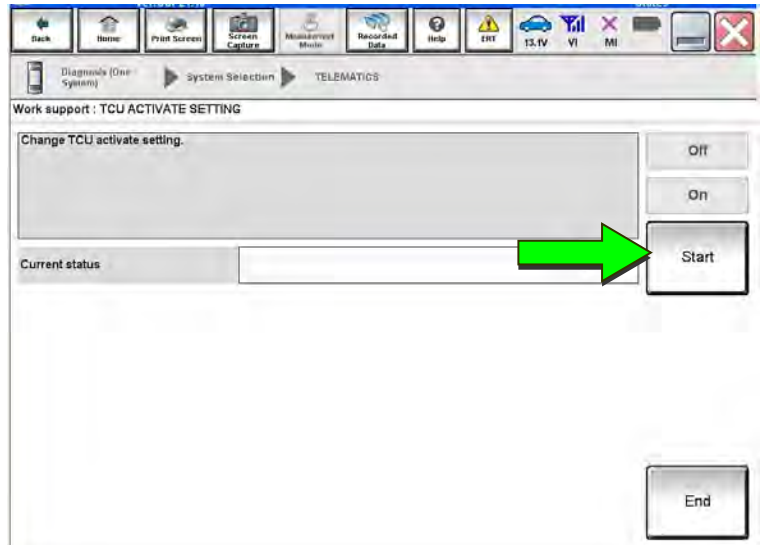 Back
Home
Print Screen
Screen
Capture
Measurement
Mode
Recorded
Data
Help
ERT
13.1V
VI
MI
Diagnosis (One
System)
System Selection
TELEMATICS
Work support : TCU ACTIVATE SETTING
Change TCU activate setting.
Off
On
Current status
Start
End